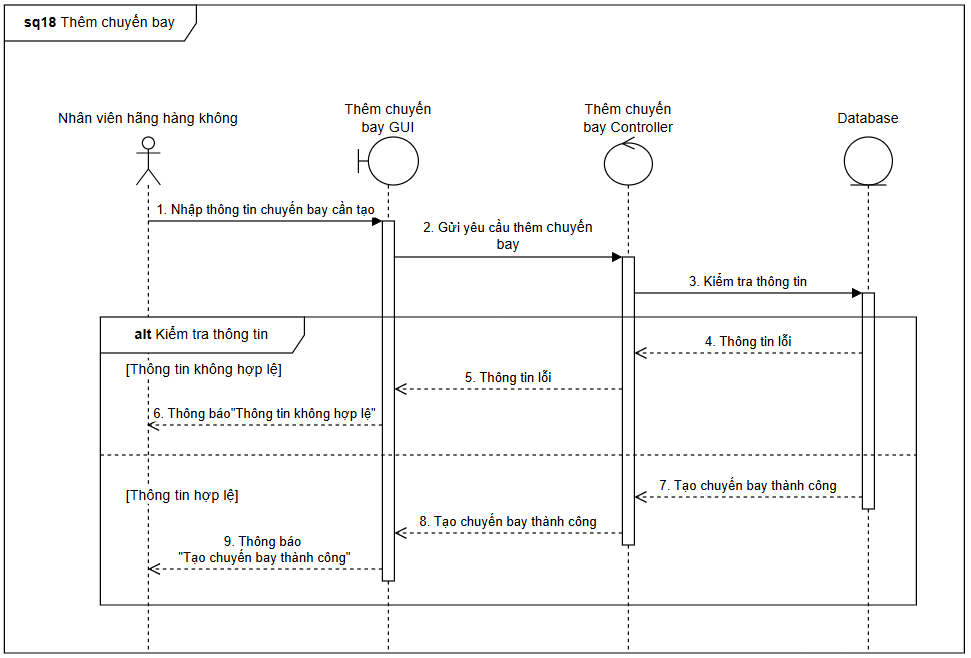 sq18 Thêm chuyến bay
Nhân viên hãng hàng không
Thêm chuyến
bay GUI
Thêm chuyến
bay Controller
Database
1. Nhập thông tin chuyến bay cần tạo
2. Gửi yêu cầu thêm chuyến
bay
3. Kiểm tra thông tin
alt Kiểm tra thông tin
4. Thông tin lỗi
[Thông tin không hợp lệ]
5. Thông tin lỗi
6. Thông báo"Thông tin không hợp lệ"
7. Tạo chuyến bay thành công
[Thông tin hợp lệ]
8. Tạo chuyến bay thành công
9. Thông báo
"Tạo chuyến bay thành công"